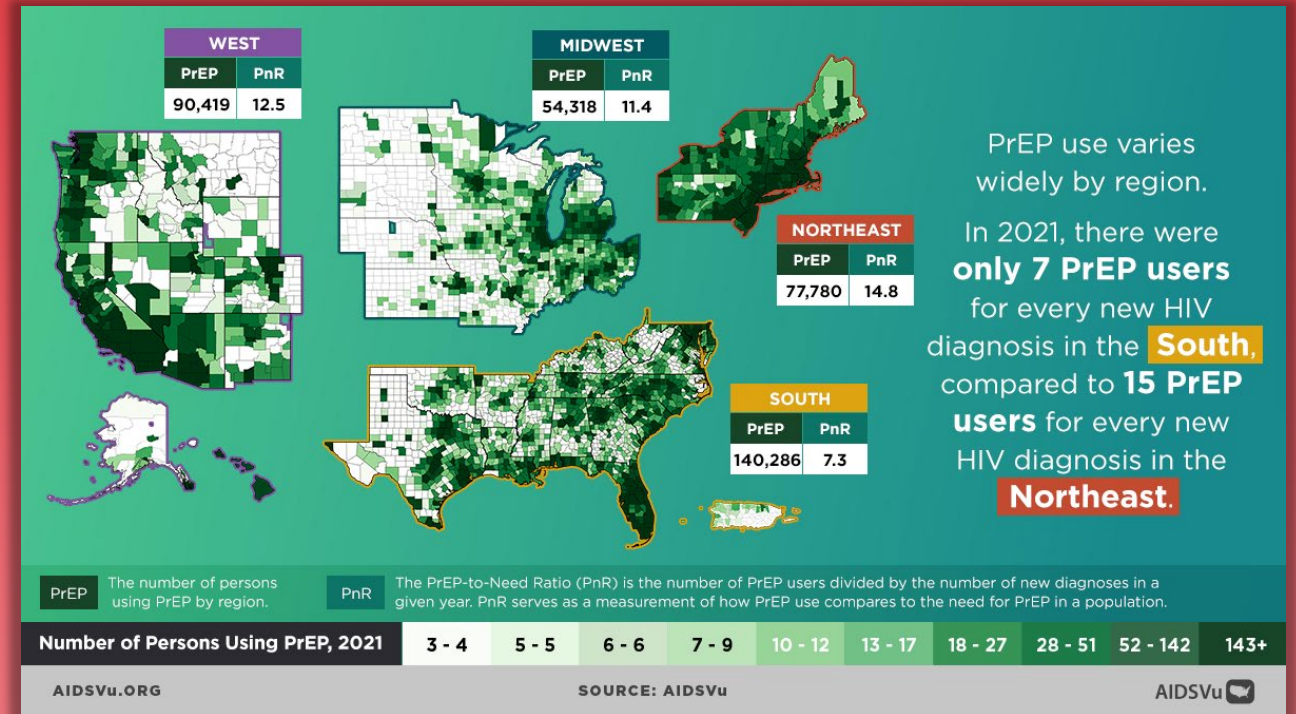 WEST
PrEP PnR
90,419 12.5
MIDWEST
PrEP PnR
54,318 11.4
NORTHEAST
PrEP PnR
77,780 14.8
SOUTH
PrEP PnR
140,286 7.3
PrEP use varies
widely by region.
In 2021, there were
only 7 PrEP users
for every new HIV
diagnosis in the South,
compared to 15 PrEP
users for every new
HIV diagnosis in the
Northeast.
PrEP The number of persons
using PrEP by region.
PnR The PrEP-to-Need Ratio (PnR) is the number of PrEP users divided by the number of new diagnoses in a
given year. PnR serves as a measurement of how PrEP use compares to the need for PrEP in a population.
Number of Persons Using PrEP, 2021 3 - 4 5 - 5 6 - 6 7 - 9 10 - 12 13 - 17 18 - 27 28 - 51 52 - 142 143+
AIDSVu.ORG SOURCE: AIDSVu AIDSVu